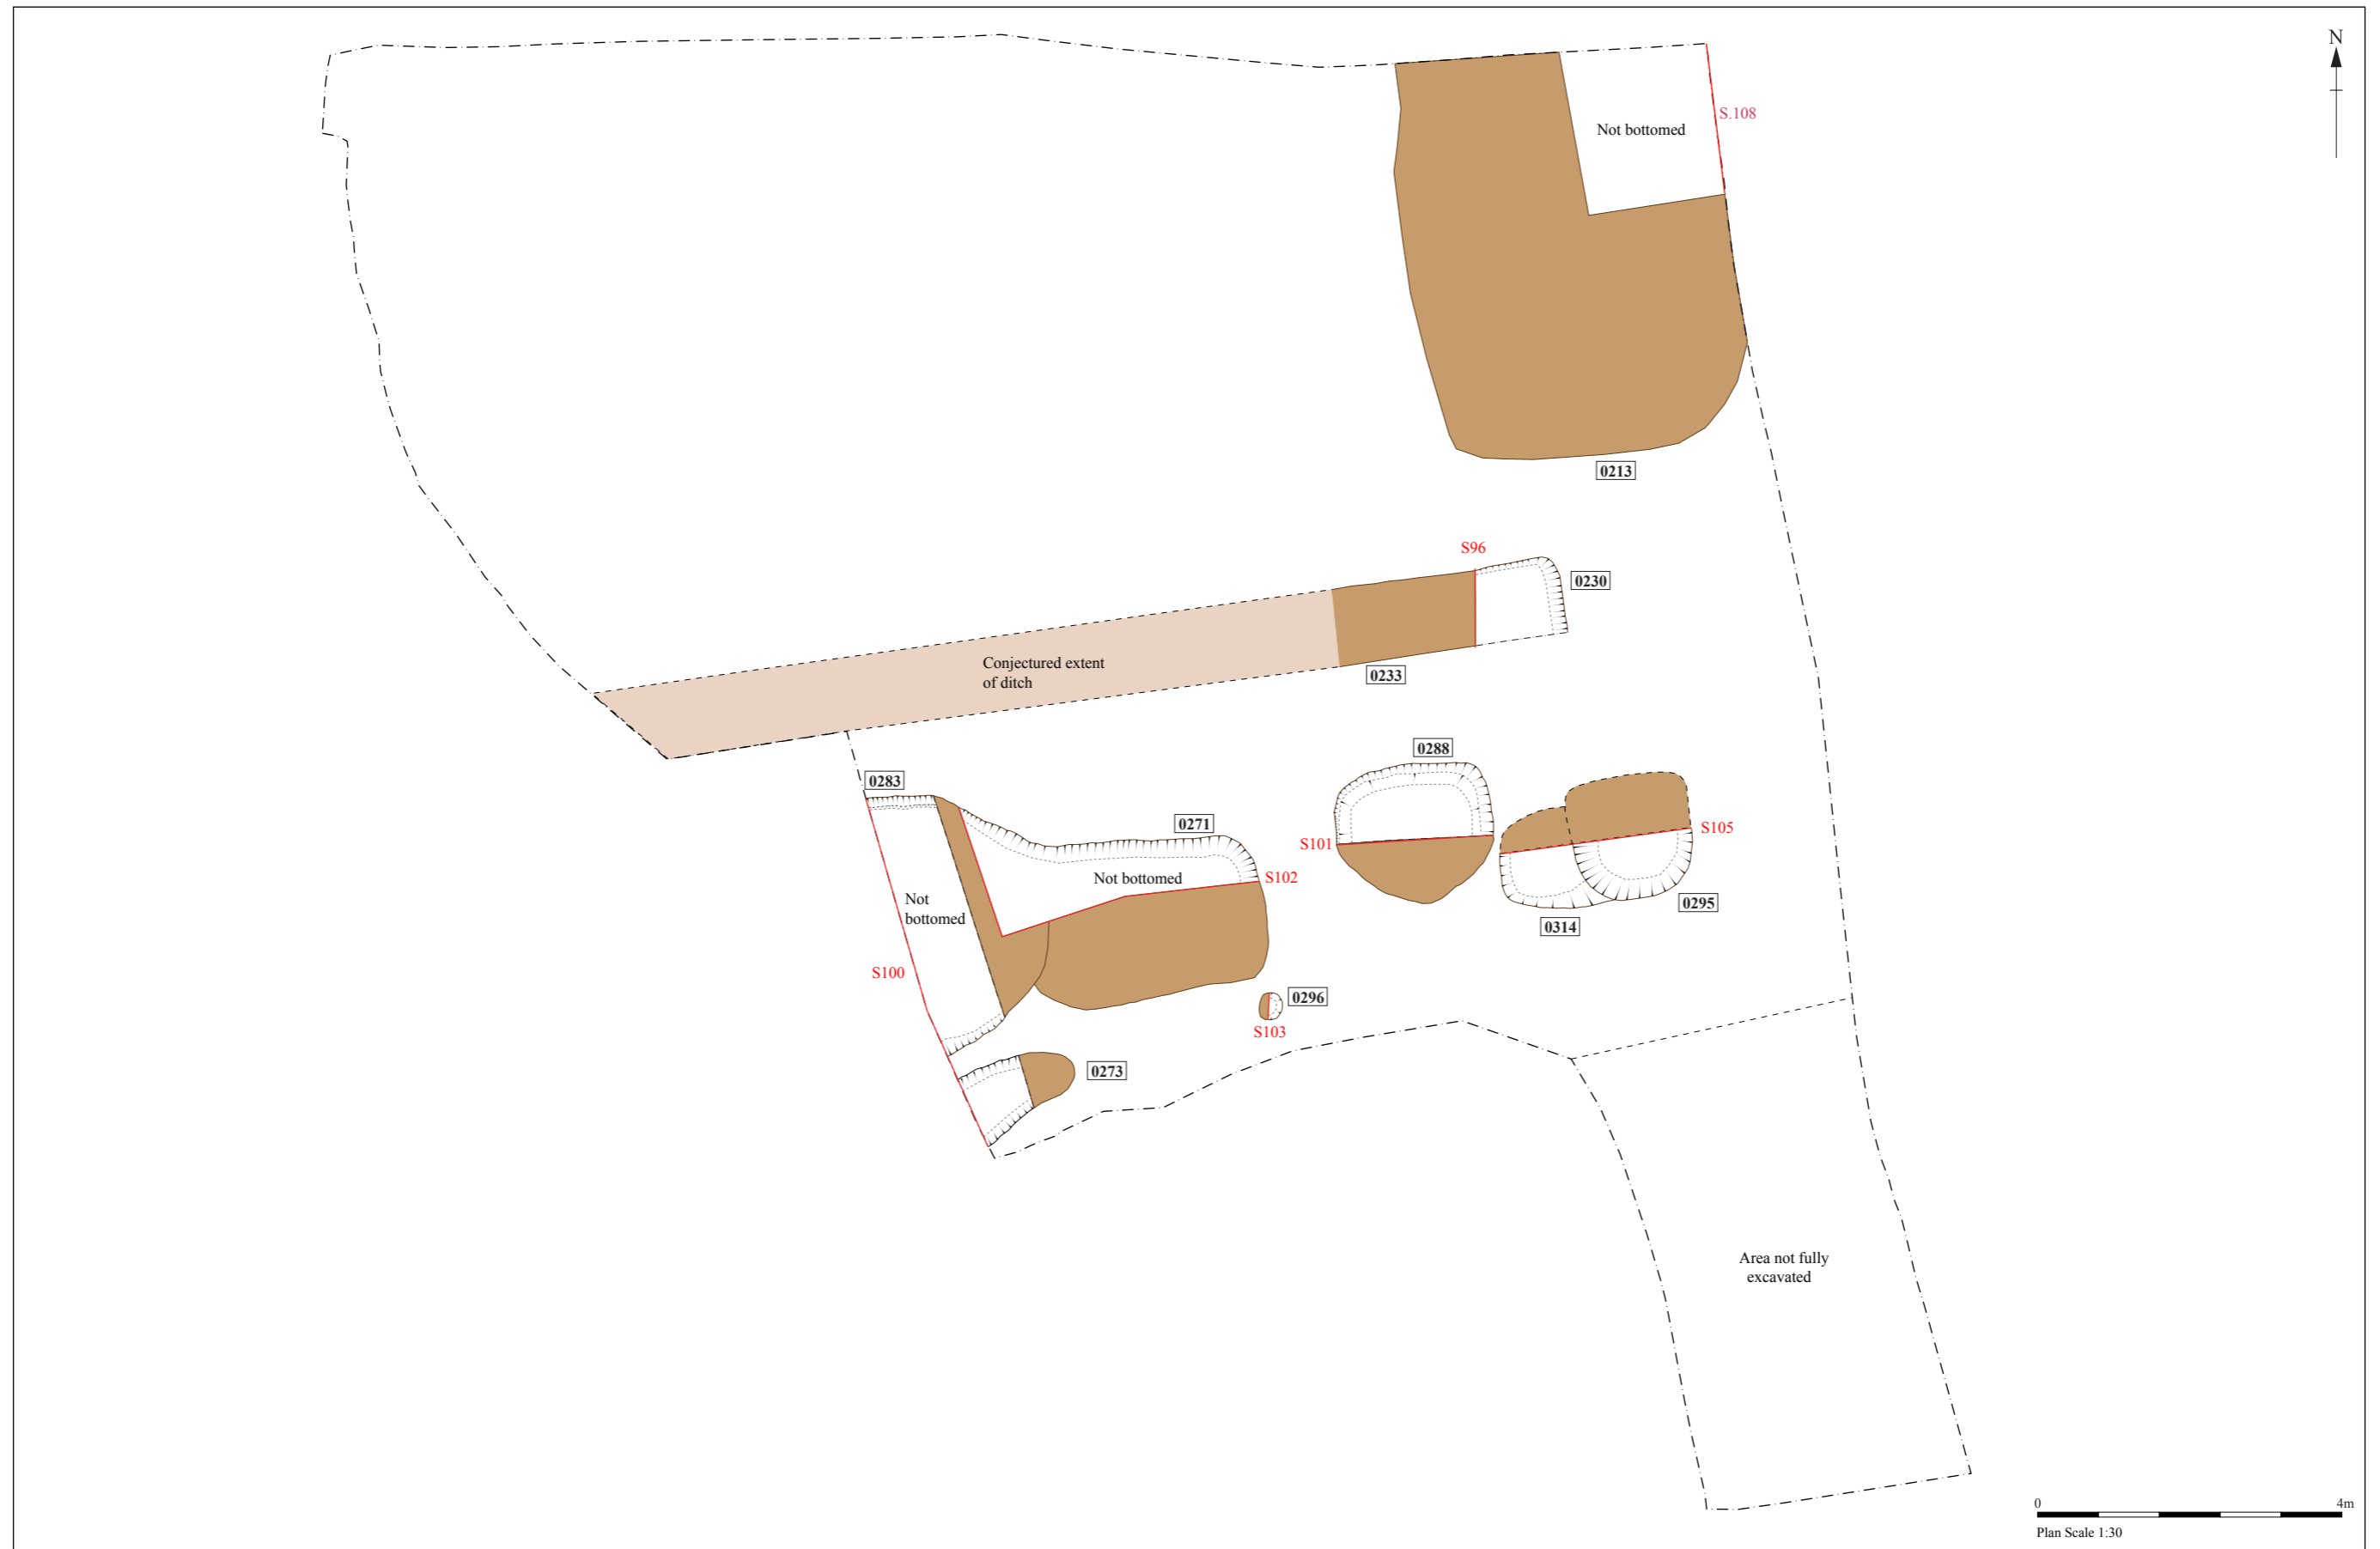 N
S.108
Not bottomed
0213
S96
0230
Conjectured extent
of ditch
0233
0288
0283
0271
S101
S105
Not bottomed
S102
Not
bottomed
0295
0314
S100
0296
S103
0273
Area not fully
excavated
0 4m
Plan Scale 1:30